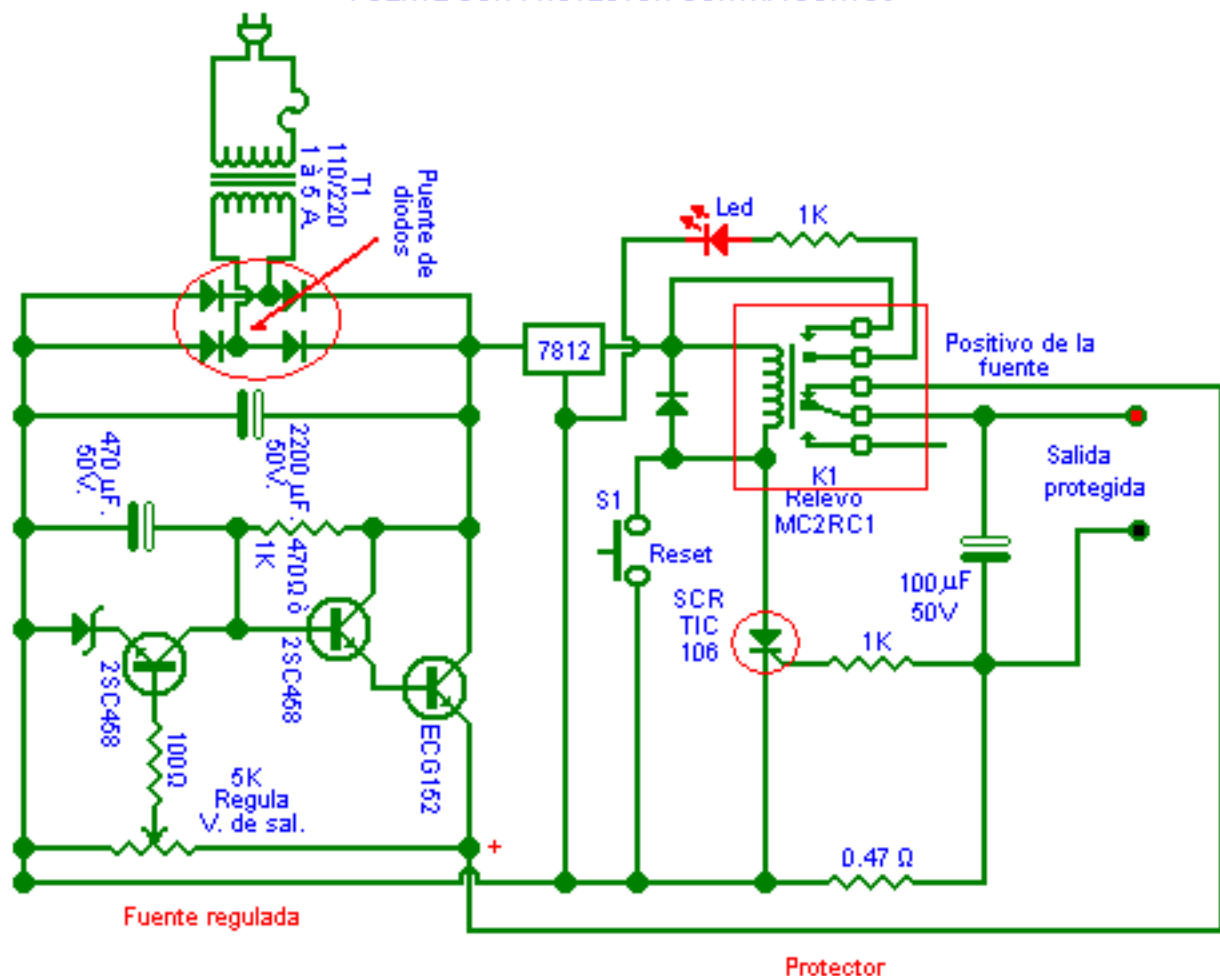 T1
110/220
1 à 5 A.
Puente de
diodos
Led
1K
7812
Positivo de la
fuente
Salida
protegida
K1
Relevo
MC2RC1
S1
Reset
SCR
TIC
106
1K
100µF
50V
470 µF.
50V.
2200 µF.
50V.
1K
470Ω ò
2SC458
2SC458
ECG152
100Ω
5K
Regula
V. de sal.
+
0.47 Ω
Fuente regulada
Protector